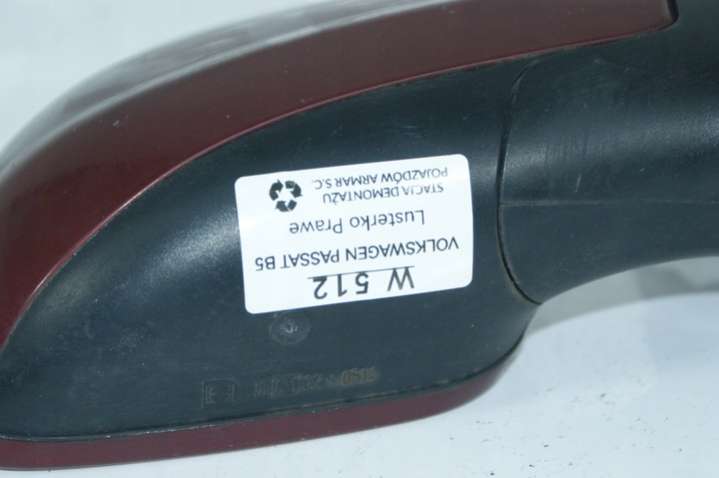 W 512
VOLKSWAGEN PASSAT B5
Lusterko Prawe
STACJA DEMONTAŻU
POJAZDÓW ARMAR S.C.